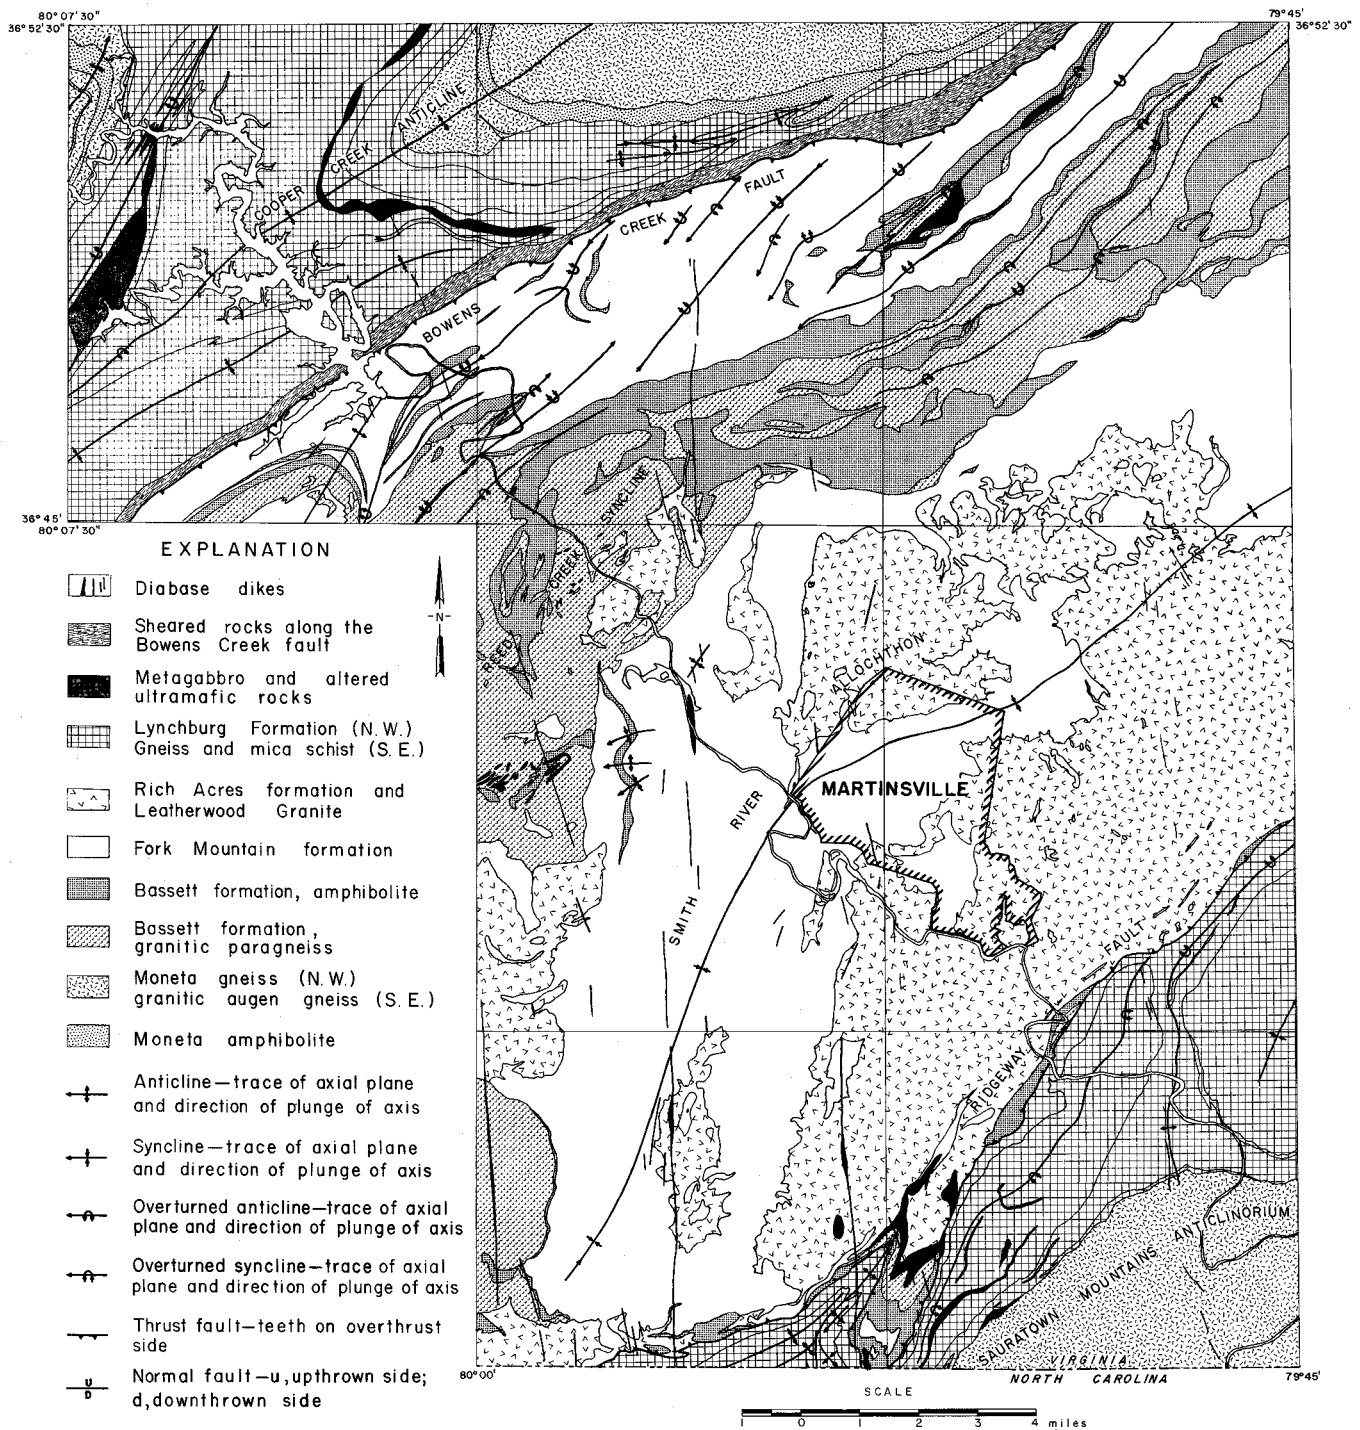 80° 07' 30"
79° 45'
36° 52' 30"
36° 52' 30"
COOPER CREEK ANTICLINE
BOWENS CREEK FAULT
36° 45'
80° 07' 30"
REED CREEK SYNCLINE
ALLOCHTHON
MARTINSVILLE
SMITH RIVER
RIDGEWAY FAULT
SAURATOWN MOUNTAINS ANTICLINORIUM
VIRGINIA
NORTH CAROLINA
80° 00'
79° 45'
EXPLANATION
-N-
Diabase dikes
Sheared rocks along the
Bowens Creek fault
Metagabbro and altered
ultramafic rocks
Lynchburg Formation (N.W.)
Gneiss and mica schist (S.E.)
Rich Acres formation and
Leatherwood Granite
Fork Mountain formation
Bassett formation, amphibolite
Bassett formation,
granitic paragneiss
Moneta gneiss (N.W.)
granitic augen gneiss (S.E.)
Moneta amphibolite
Anticline—trace of axial plane
and direction of plunge of axis
Syncline—trace of axial plane
and direction of plunge of axis
Overturned anticline—trace of axial
plane and direction of plunge of axis
Overturned syncline—trace of axial
plane and direction of plunge of axis
Thrust fault—teeth on overthrust
side
U
D
Normal fault—u, upthrown side;
d, downthrown side
SCALE
1 0 1 2 3 4 miles